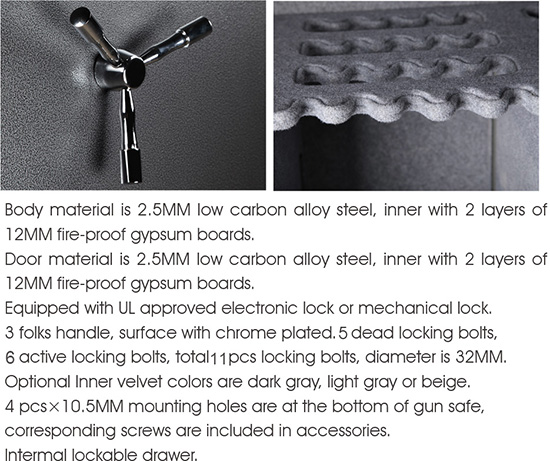 Body material is 2.5MM low carbon alloy steel, inner with 2 layers of
12MM fire-proof gypsum boards.
Door material is 2.5MM low carbon alloy steel, inner with 2 layers of
12MM fire-proof gypsum boards.
Equipped with UL approved electronic lock or mechanical lock.
3 folks handle, surface with chrome plated. 5 dead locking bolts,
6 active locking bolts, total11pcs locking bolts, diameter is 32MM.
Optional Inner velvet colors are dark gray, light gray or beige.
4 pcs×10.5MM mounting holes are at the bottom of gun safe,
corresponding screws are included in accessories.
Intermal lockable drawer.